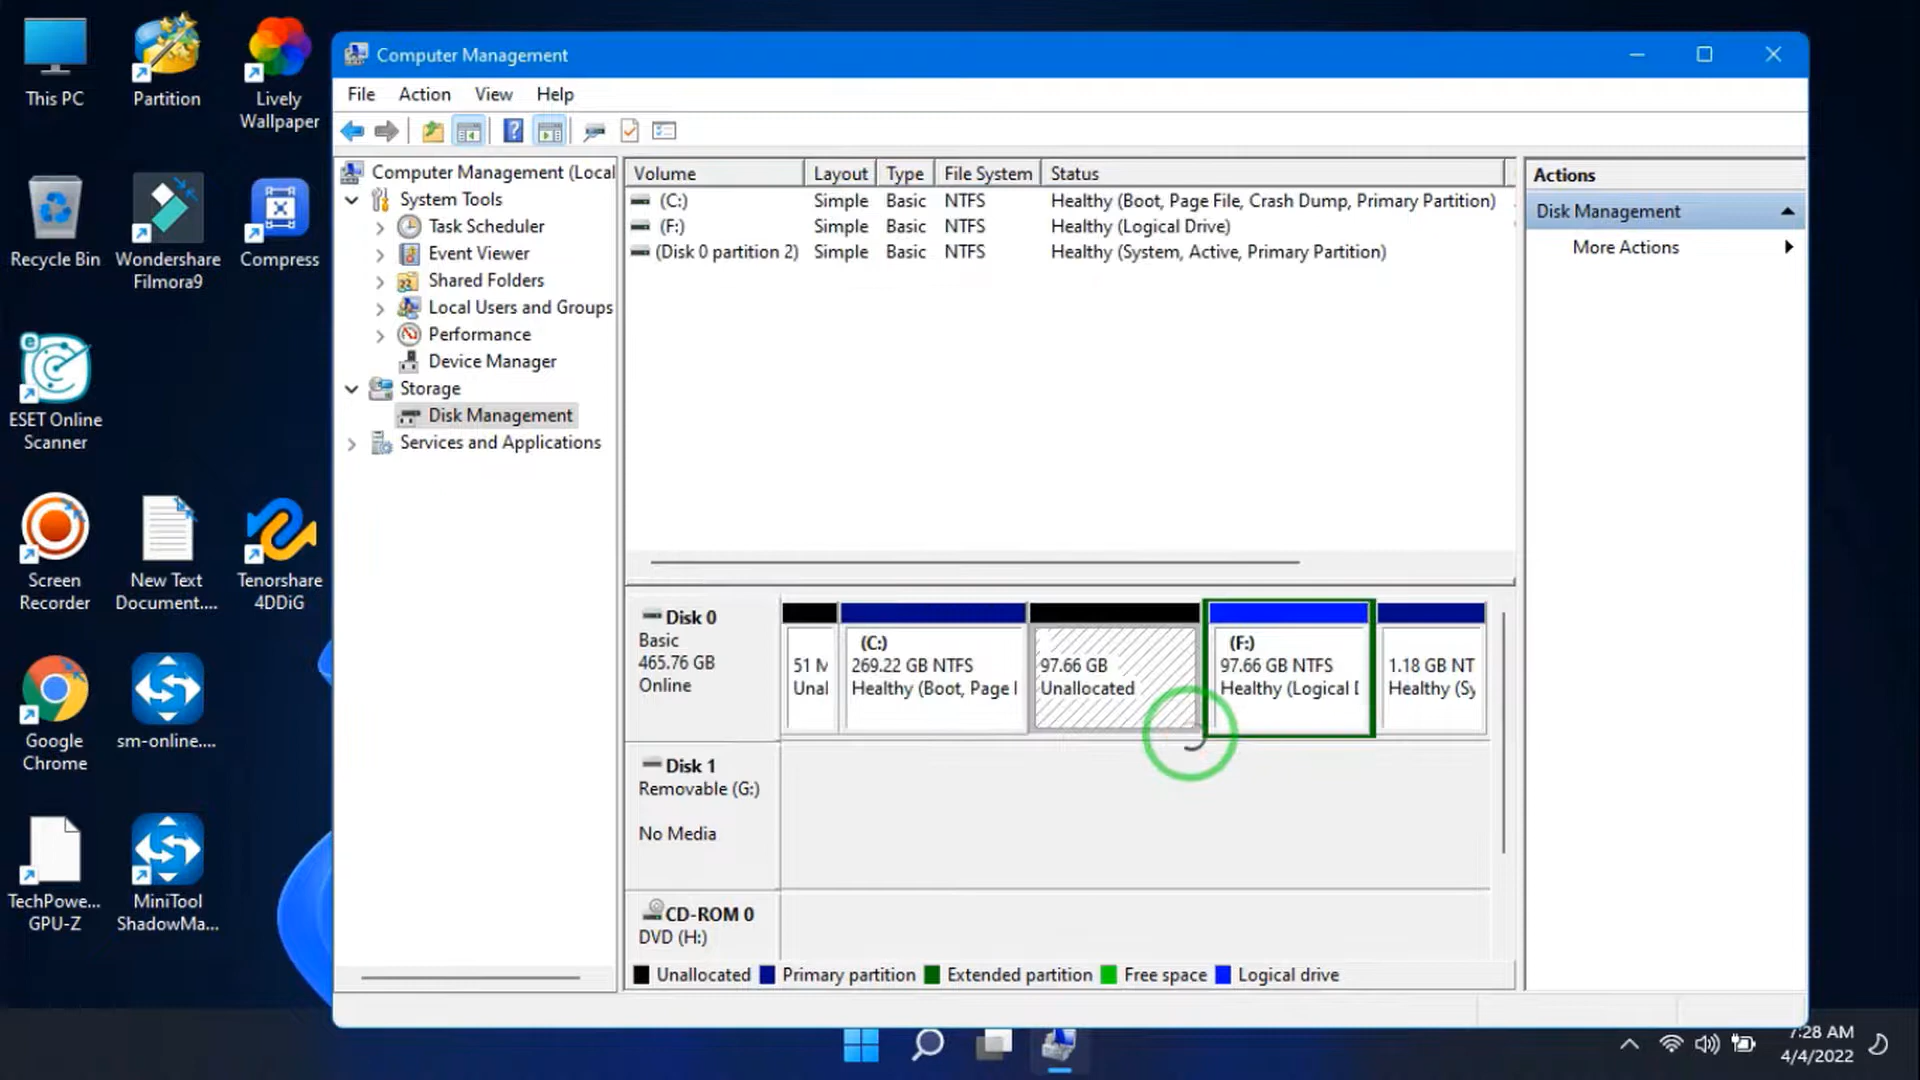 This PC
Partition
Lively
Wallpaper
Recycle Bin
Wondershare
Filmora9
Compress
ESET Online
Scanner
Screen
Recorder
New Text
Document....
Tenorshare
4DDiG
Google
Chrome
sm-online....
TechPowe...
GPU-Z
MiniTool
ShadowMa...
Computer Management
File Action View Help
Computer Management (Local
System Tools
Task Scheduler
Event Viewer
Shared Folders
Local Users and Groups
Performance
Device Manager
Storage
Disk Management
Services and Applications
Volume Layout Type File System Status
(C:) Simple Basic NTFS Healthy (Boot, Page File, Crash Dump, Primary Partition)
(F:) Simple Basic NTFS Healthy (Logical Drive)
(Disk 0 partition 2) Simple Basic NTFS Healthy (System, Active, Primary Partition)
Disk 0
Basic
465.76 GB
Online
51 M
Unal
(C:)
269.22 GB NTFS
Healthy (Boot, Page
97.66 GB
Unallocated
(F:)
97.66 GB NTFS
Healthy (Logical
1.18 GB NT
Healthy (Sy
Disk 1
Removable (G:)
No Media
CD-ROM 0
DVD (H:)
Unallocated Primary partition Extended partition Free space Logical drive
Actions
Disk Management
More Actions
7:28 AM
4/4/2022